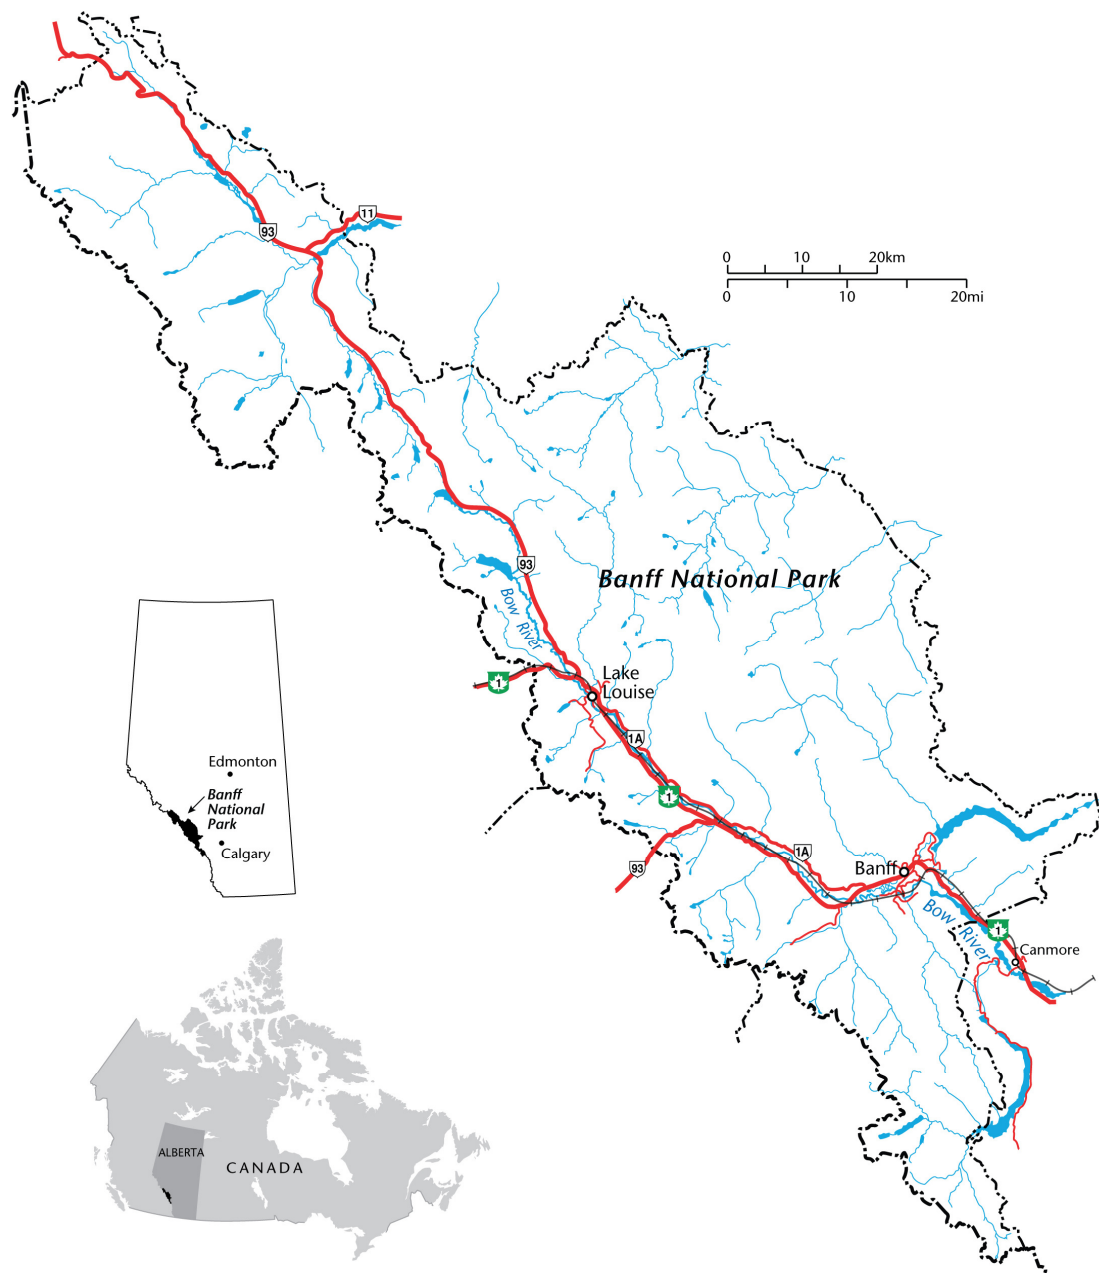 11
93
0 10 20km
0 10 20mi
93
Banff National Park
Bow River
Lake
Louise
1
1A
1
1A
93
Banff
Bow River
1
Canmore
Edmonton
Banff
National
Park
Calgary
ALBERTA
CANADA